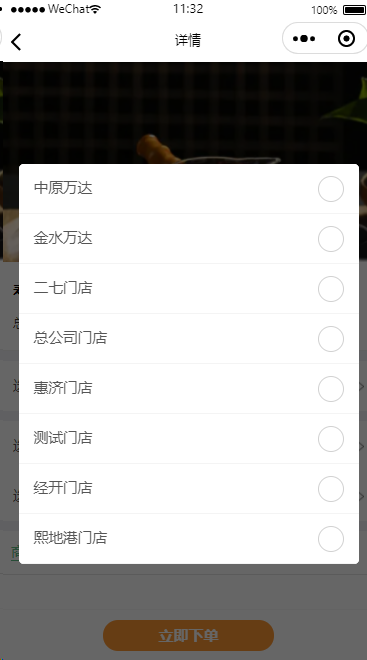 WeChat 11:32 100%
详情
中原万达
金水万达
二七门店
总公司门店
惠济门店
测试门店
经开门店
熙地港门店
立即下单